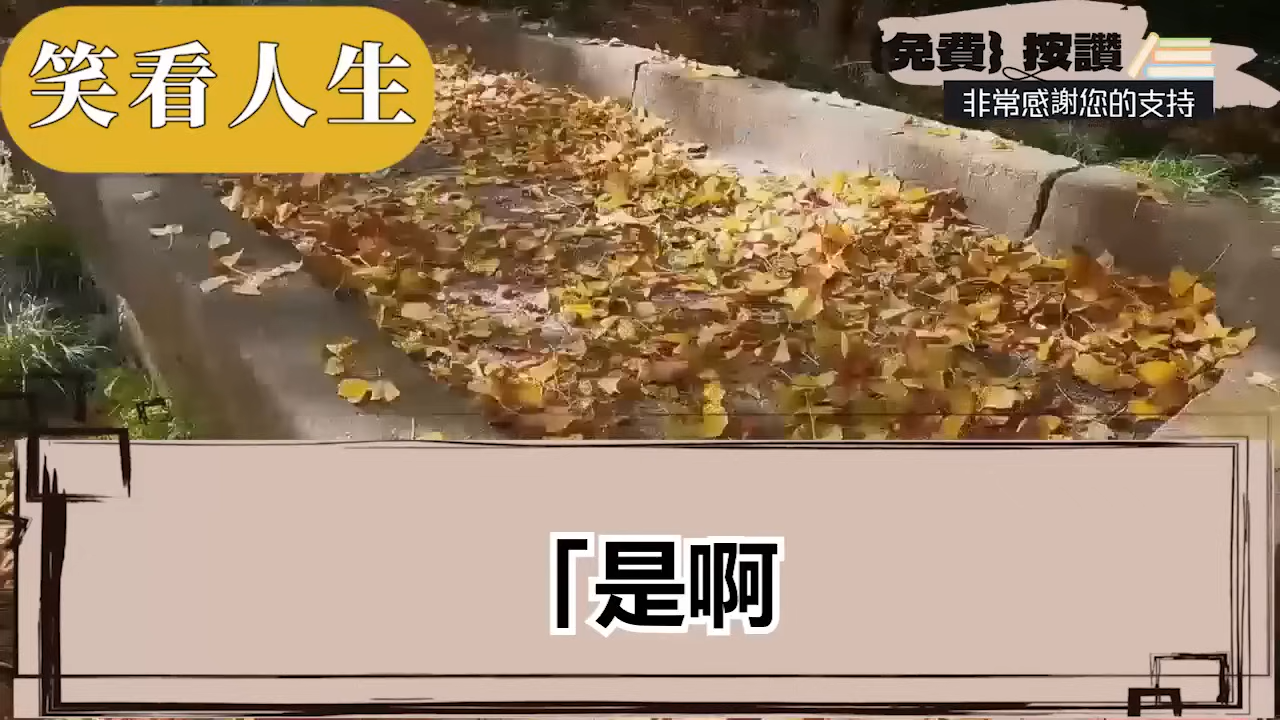 笑看人生
免費 按讚
非常感謝您的支持
「是啊